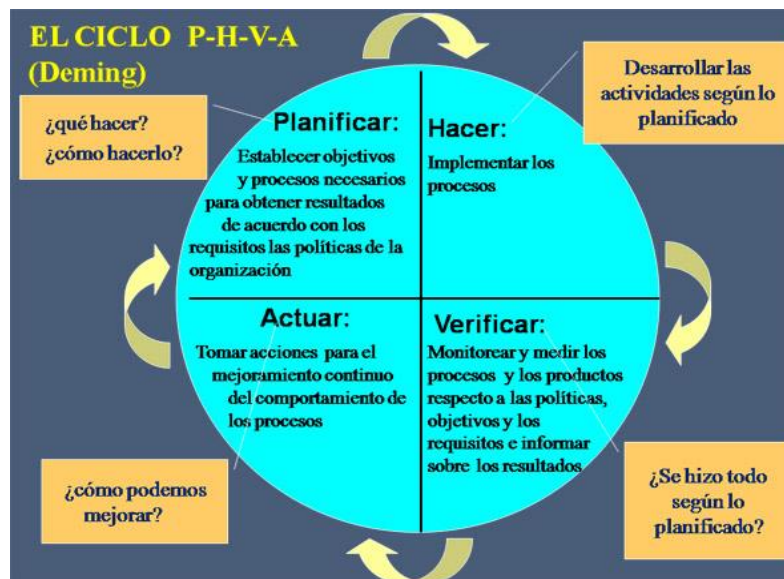 EL CICLO P-H-V-A
(Deming)
¿qué hacer?
¿cómo hacerlo?
Planificar:
Establecer objetivos
y procesos necesarios
para obtener resultados
de acuerdo con los
requisitos las políticas de la
organización
Hacer:
Implementar los
procesos
Desarrollar las
actividades según lo
planificado
Actuar:
Tomar acciones para el
mejoramiento continuo
del comportamiento de
los procesos
Verificar:
Monitorear y medir los
procesos y los productos
respecto a las políticas,
objetivos y los
requisitos e informar
sobre los resultados
¿cómo podemos
mejorar?
¿Se hizo todo
según lo
planificado?